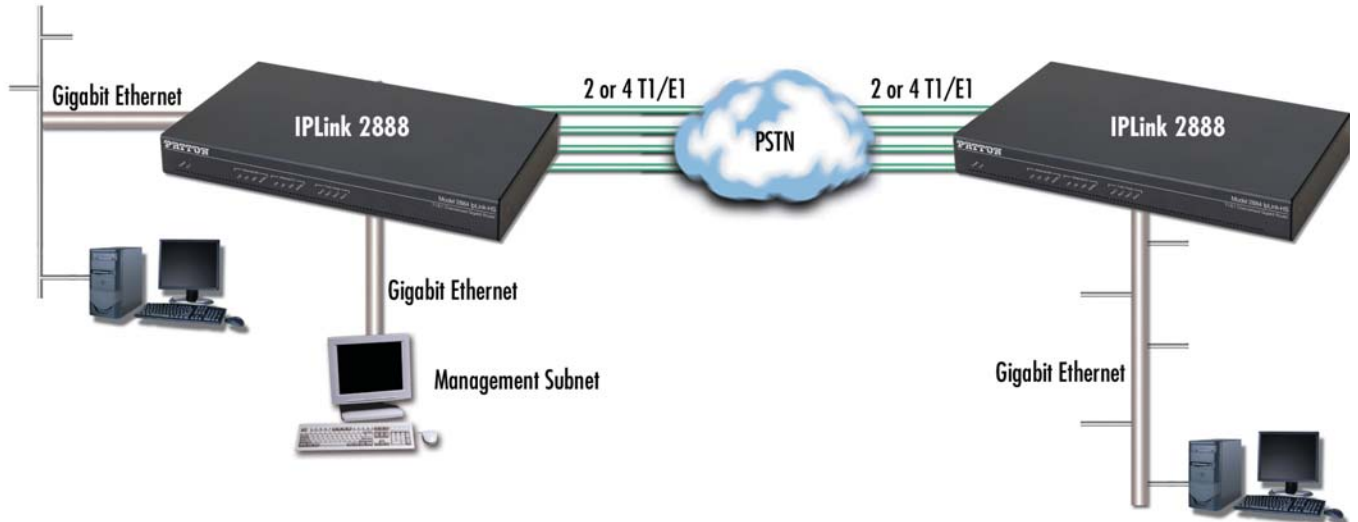 Gigabit Ethernet
IPLink 2888
PATTON
2 or 4 T1/E1
PSTN
2 or 4 T1/E1
IPLink 2888
PATTON
Gigabit Ethernet
Management Subnet
Gigabit Ethernet